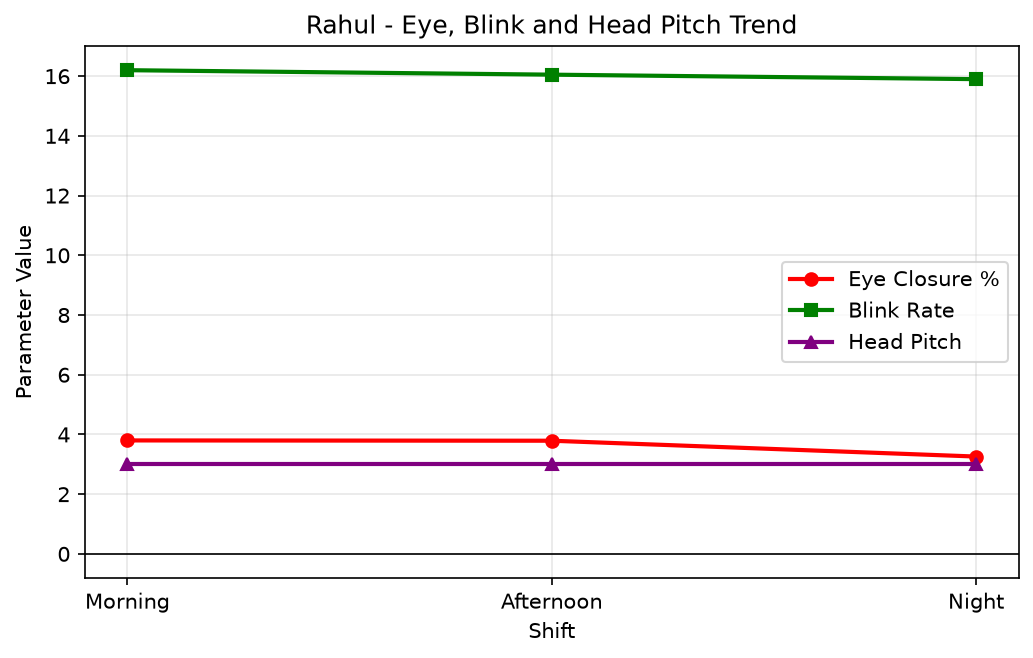 Rahul - Eye, Blink and Head Pitch Trend
Parameter Value
16
14
12
10
8
6
4
2
0
Eye Closure %
Blink Rate
Head Pitch
Morning
Afternoon
Night
Shift